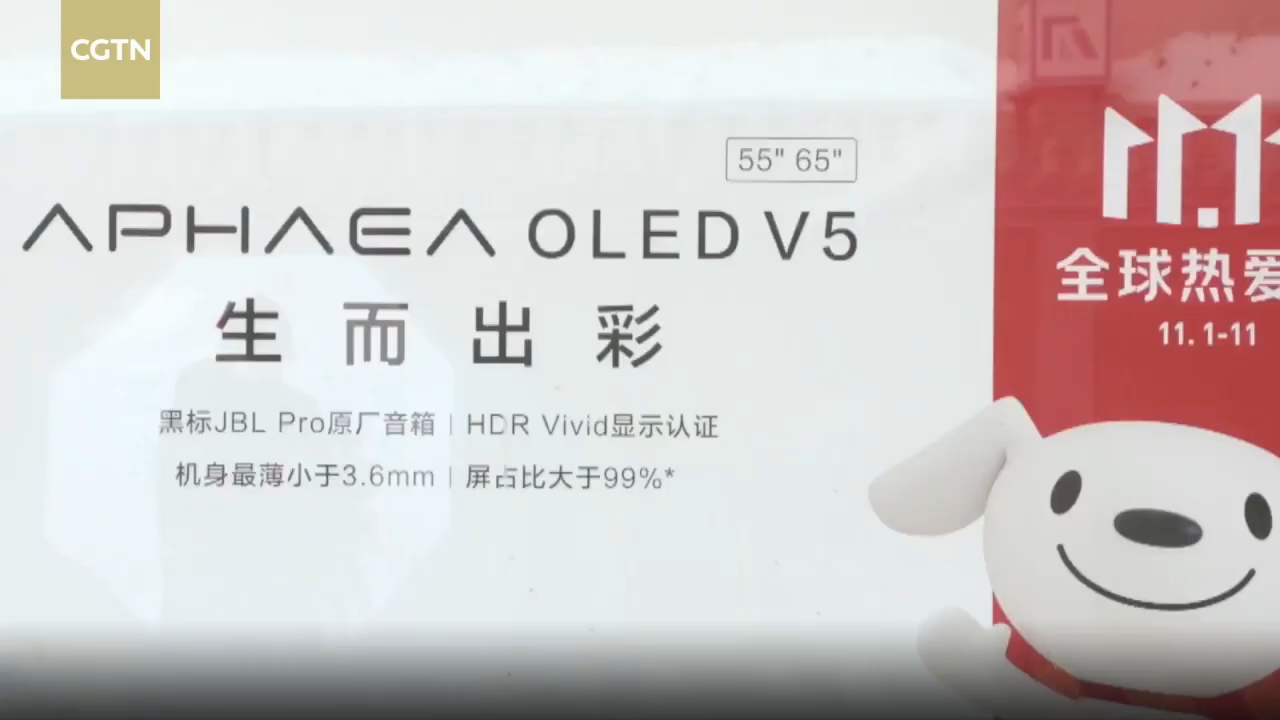 CGTN
55" 65"
APHAEA OLED V5
生而出彩
黑标JBL Pro原厂音箱 | HDR Vivid显示认证
机身最薄小于3.6mm | 屏占比大于99%*
11.11
全球热爱
11.1-11